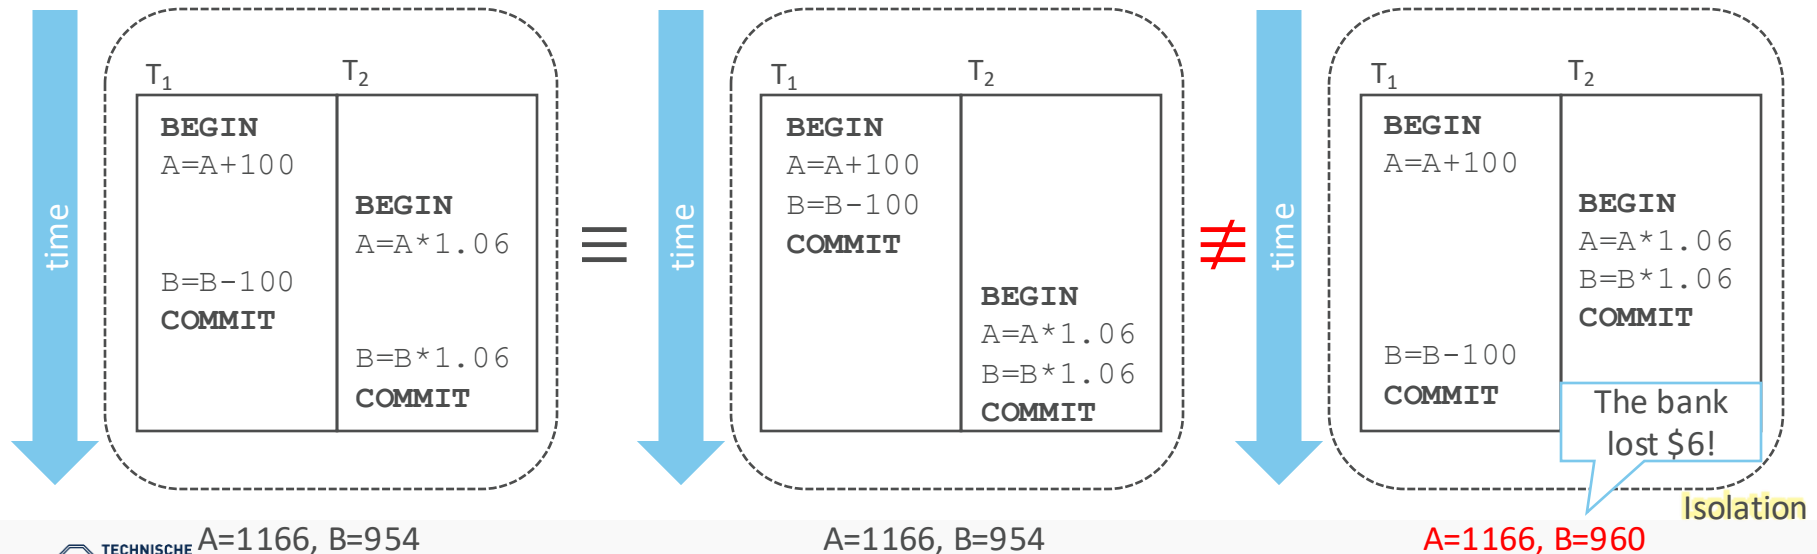 time
T1 T2
BEGIN
A=A+100
BEGIN
A=A*1.06
B=B-100
COMMIT
B=B*1.06
COMMIT
≡
time
T1 T2
BEGIN
A=A+100
B=B-100
COMMIT
BEGIN
A=A*1.06
B=B*1.06
COMMIT
≢
time
T1 T2
BEGIN
A=A+100
BEGIN
A=A*1.06
B=B*1.06
COMMIT
B=B-100
COMMIT
The bank
lost $6!
Isolation
TECHNISCHE
A=1166, B=954
A=1166, B=954
A=1166, B=960